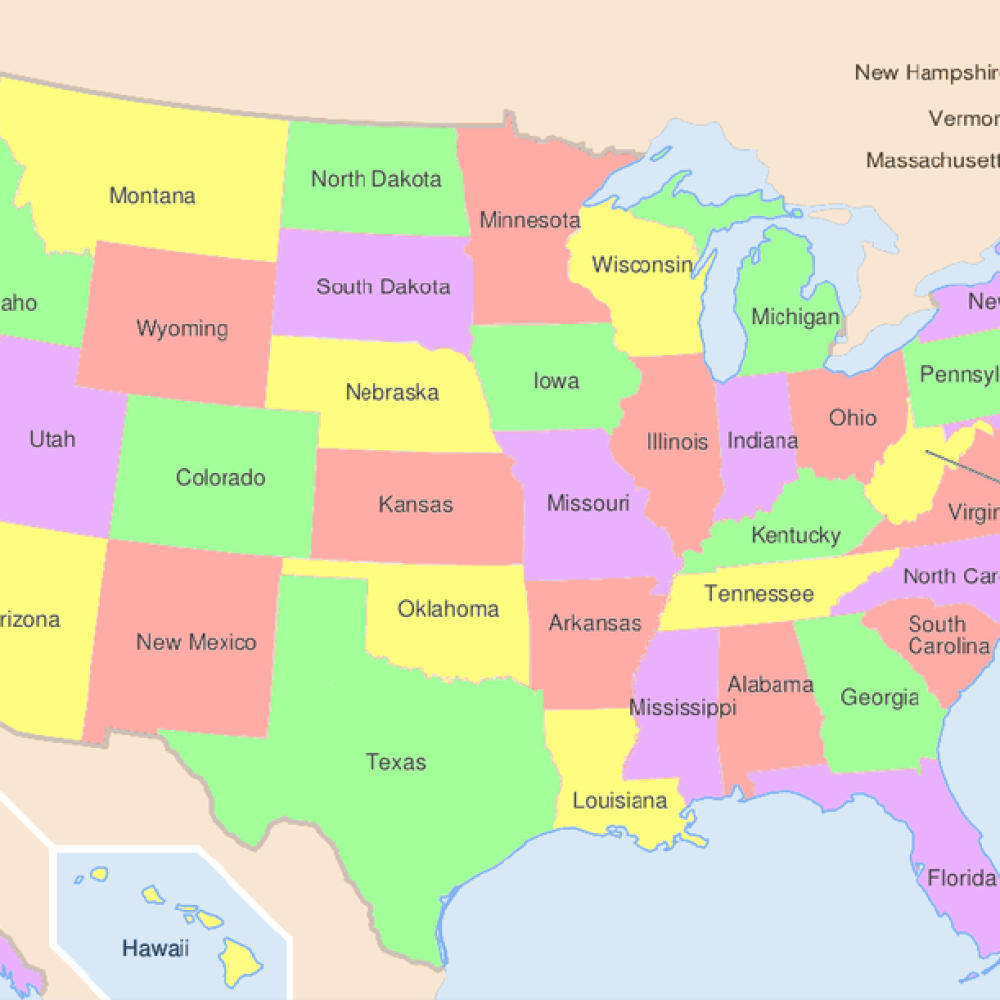 New Hampshir
Vermon
Massachusett
Montana
North Dakota
Minnesota
Wisconsin
South Dakota
aho
Wyoming
Michigan
New
Iowa
Nebraska
Pennsyl
Ohio
Utah
Illinois
Indiana
Colorado
Kansas
Missouri
Virgin
Kentucky
North Car
Tennessee
rizona
Oklahoma
Arkansas
South
Carolina
New Mexico
Alabama
Georgia
Mississippi
Texas
Louisiana
Florida
Hawaii